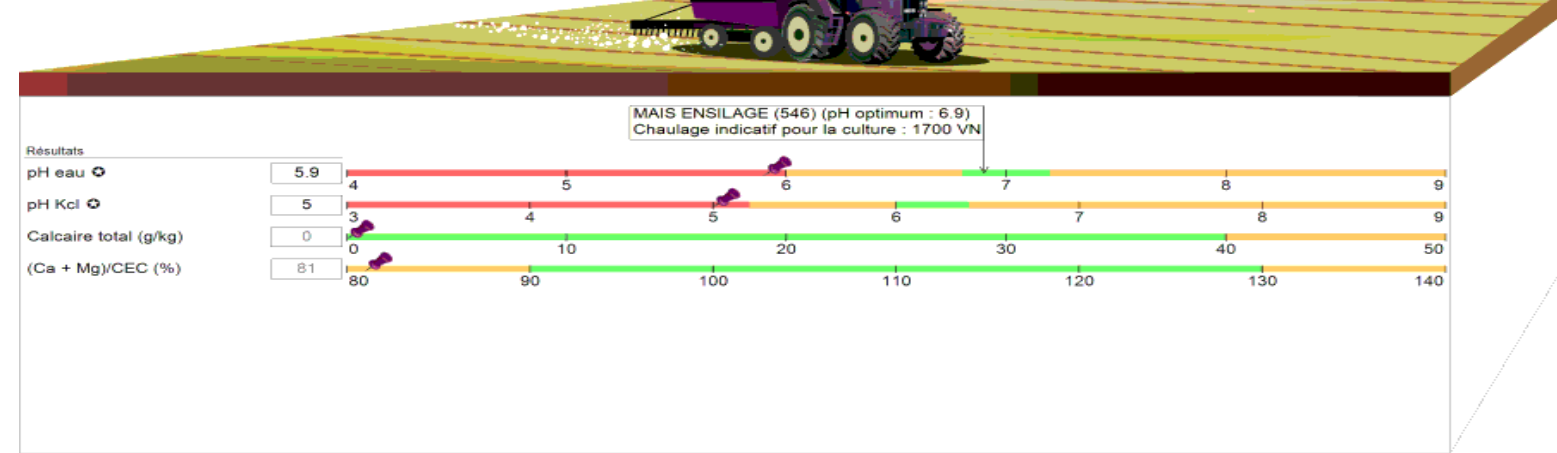 MAIS ENSILAGE (546) (pH optimum : 6.9)
Chaulage indicatif pour la culture : 1700 VN
Résultats
pH eau ✪ 5.9
4 5 6 7 8 9
pH Kcl ✪ 5
3 4 5 6 7 8 9
Calcaire total (g/kg) 0
0 10 20 30 40 50
(Ca + Mg)/CEC (%) 81
80 90 100 110 120 130 140